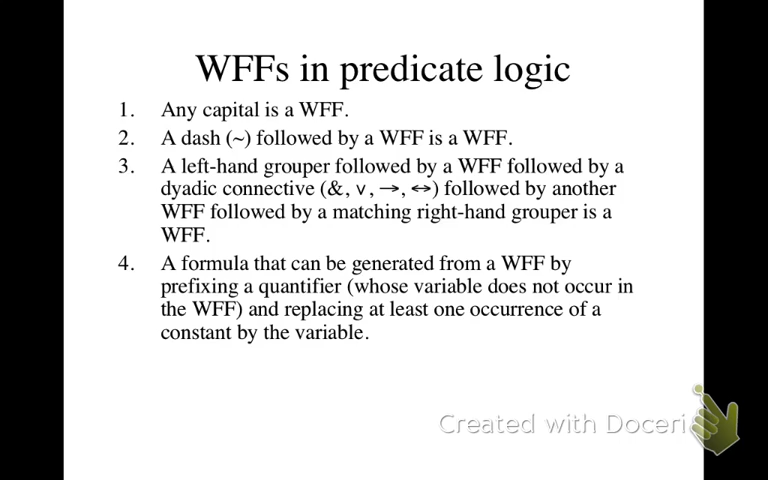 WFFs in predicate logic
1. Any capital is a WFF.
2. A dash (~) followed by a WFF is a WFF.
3. A left-hand grouper followed by a WFF followed by a
dyadic connective (&, v, →, ↔) followed by another
WFF followed by a matching right-hand grouper is a
WFF.
4. A formula that can be generated from a WFF by
prefixing a quantifier (whose variable does not occur in
the WFF) and replacing at least one occurrence of a
constant by the variable.
Created with Doceri